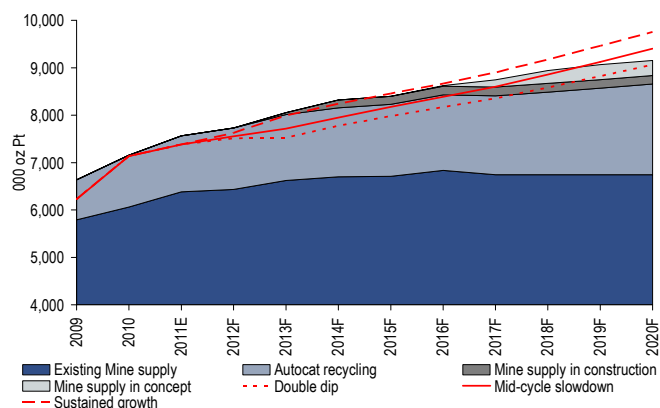 10,000
9,000
8,000
7,000
6,000
5,000
4,000
000 oz Pt
2009
2010
2011E
2012F
2013F
2014F
2015F
2016F
2017F
2018F
2019F
2020F
Existing Mine supply
Autocat recycling
Mine supply in construction
Mine supply in concept
Double dip
Mid-cycle slowdown
Sustained growth